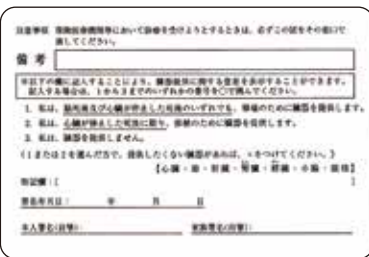 注意事項 保険医療機関等において診療を受けようとするときは、必ずこの証をその窓口で
渡してください。
備考
※以下の欄に記入することにより、臓器提供に関する意思を表示することができます。
記入する場合は、1から3までのいずれかの番号を○で囲んでください。
1. 私は、脳死後及び心臓が停止した死後のいずれでも、移植のために臓器を提供します。
2. 私は、心臓が停止した死後に限り、移植のために臓器を提供します。
3. 私は、臓器を提供しません。
《1または2を選んだ方で、提供したくない臓器があれば、×をつけてください。》
【心臓・肺・肝臓・腎臓・膵臓・小腸・眼球】
特記欄:[ ]
署名年月日: 年 月 日
本人署名(自筆): 家族署名(自筆):